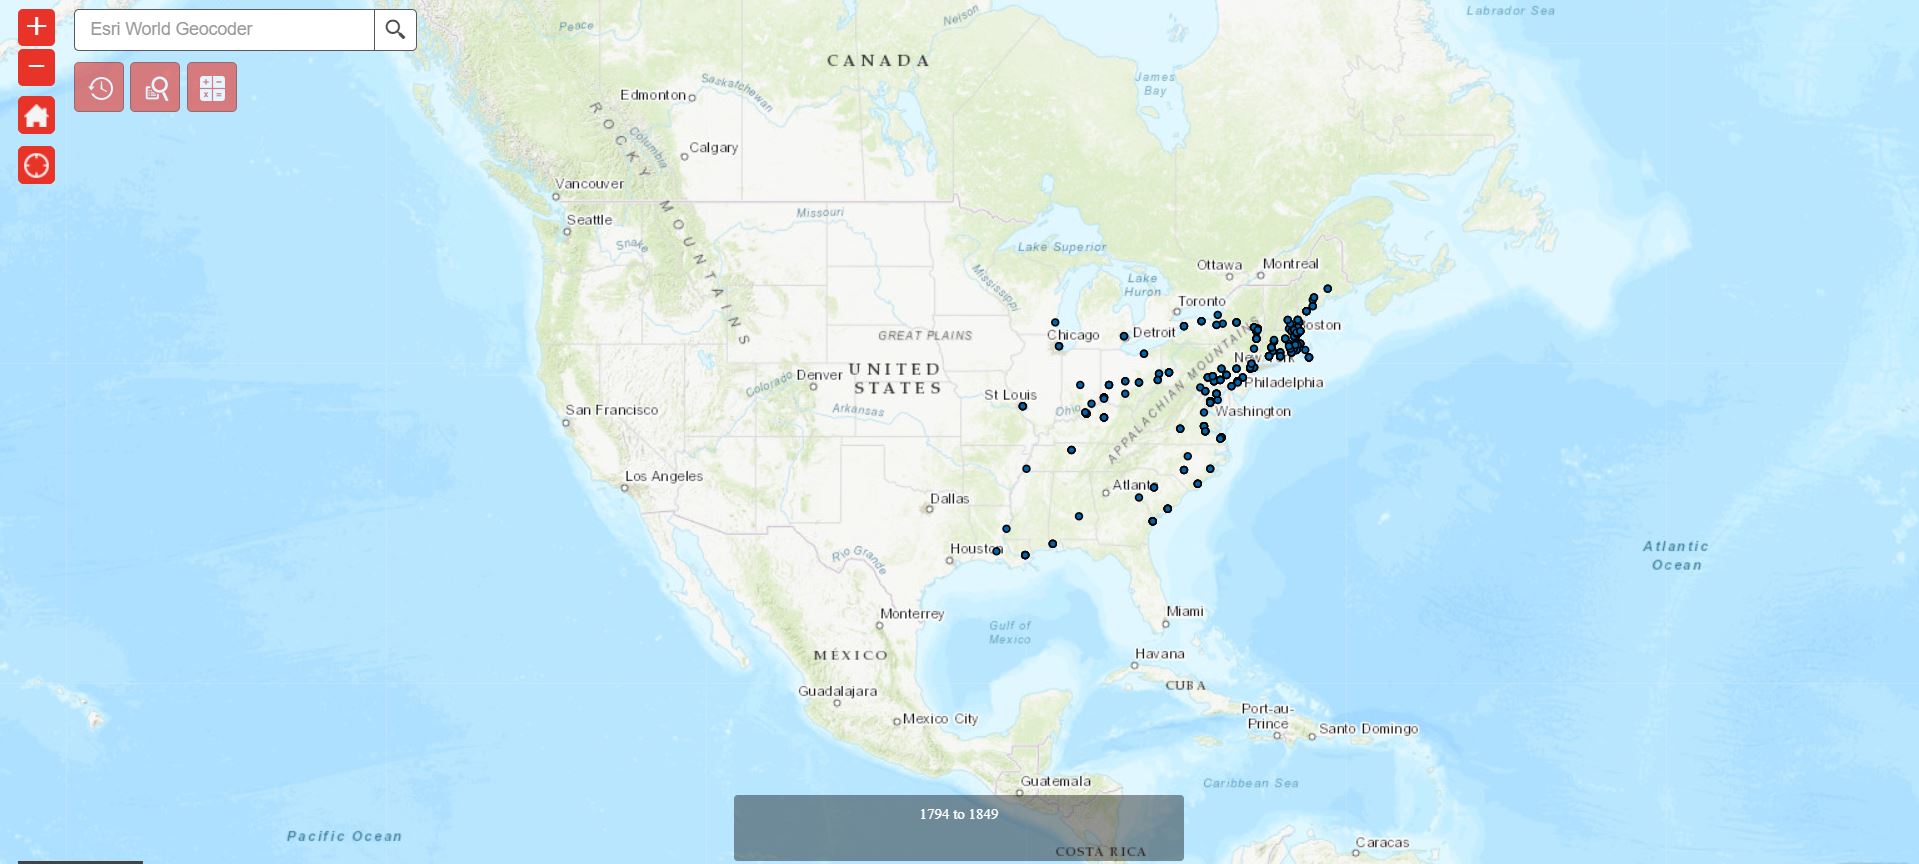 +
Esri World Geocoder
−
Peace
Nelson
Labrador Sea
CANADA
James
Bay
Edmonton
Saskatchewan
ROCKY MOUNTAINS
Columbia
Calgary
Vancouver
Seattle
Missouri
Snake
Lake Superior
Mississippi
Ottawa
Montreal
Lake
Huron
Toronto
GREAT PLAINS
Chicago
Detroit
Boston
New York
UNITED
STATES
Denver
Colorado
Philadelphia
St Louis
Arkansas
Ohio
APPALACHIAN MOUNTAINS
Washington
San Francisco
Los Angeles
Atlanta
Dallas
Houston
Rio Grande
Atlantic
Ocean
Monterrey
Gulf of
Mexico
Miami
MÉXICO
Havana
CUBA
Guadalajara
Mexico City
Port-au-
Prince
Santo Domingo
Guatemala
Caribbean Sea
1794 to 1849
Pacific Ocean
COSTA RICA
Caracas